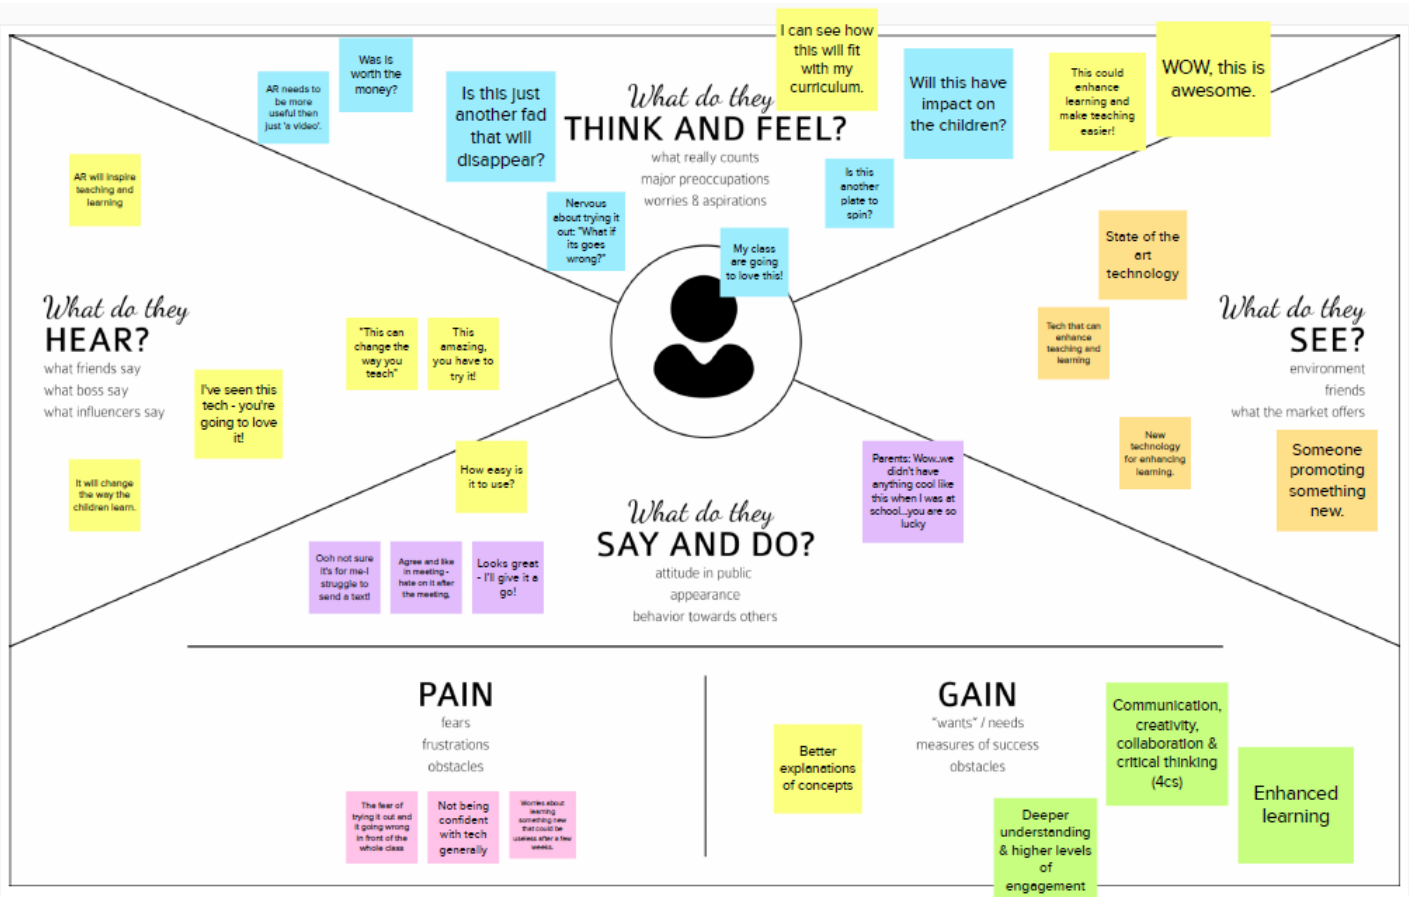 I can see how
this will fit
with my
curriculum.
Was is
worth the
money?
AR needs to
be more
useful then
just 'a video'.
Is this just
another fad
that will
disappear?
What do they
THINK AND FEEL?
what really counts
major preoccupations
worries & aspirations
Will this have
impact on
the children?
This could
enhance
learning and
make teaching
easier!
WOW, this is
awesome.
Is this
another
plate to
spin?
Nervous
about trying it
out: "What if
its goes
wrong?"
My class
are going
to love this!
AR will inspire
teaching and
learning
What do they
HEAR?
what friends say
what boss say
what influencers say
"This can
change the
way you
teach"
This
amazing,
you have to
try it!
I've seen this
tech - you're
going to love
it!
It will change
the way the
children learn.
State of the
art
technology
Tech that can
enhance
teaching and
learning
What do they
SEE?
environment
friends
what the market offers
New
technology
for enhancing
learning.
Someone
promoting
something
new.
How easy is
it to use?
Parents: Wow..we
didn't have
anything cool like
this when I was at
school...you are so
lucky
What do they
SAY AND DO?
attitude in public
appearance
behavior towards others
Ooh not sure
it's for me-I
struggle to
send a text!
Agree and like
in meeting -
hate on it after
the meeting.
Looks great
- I'll give it a
go!
PAIN
fears
frustrations
obstacles
The fear of
trying it out and
it going wrong
in front of the
whole class
Not being
confident
with tech
generally
Worries about
learning
something new
that could be
useless after a few
weeks.
GAIN
"wants" / needs
measures of success
obstacles
Better
explanations
of concepts
Communication,
creativity,
collaboration &
critical thinking
(4cs)
Deeper
understanding
& higher levels
of
engagement
Enhanced
learning